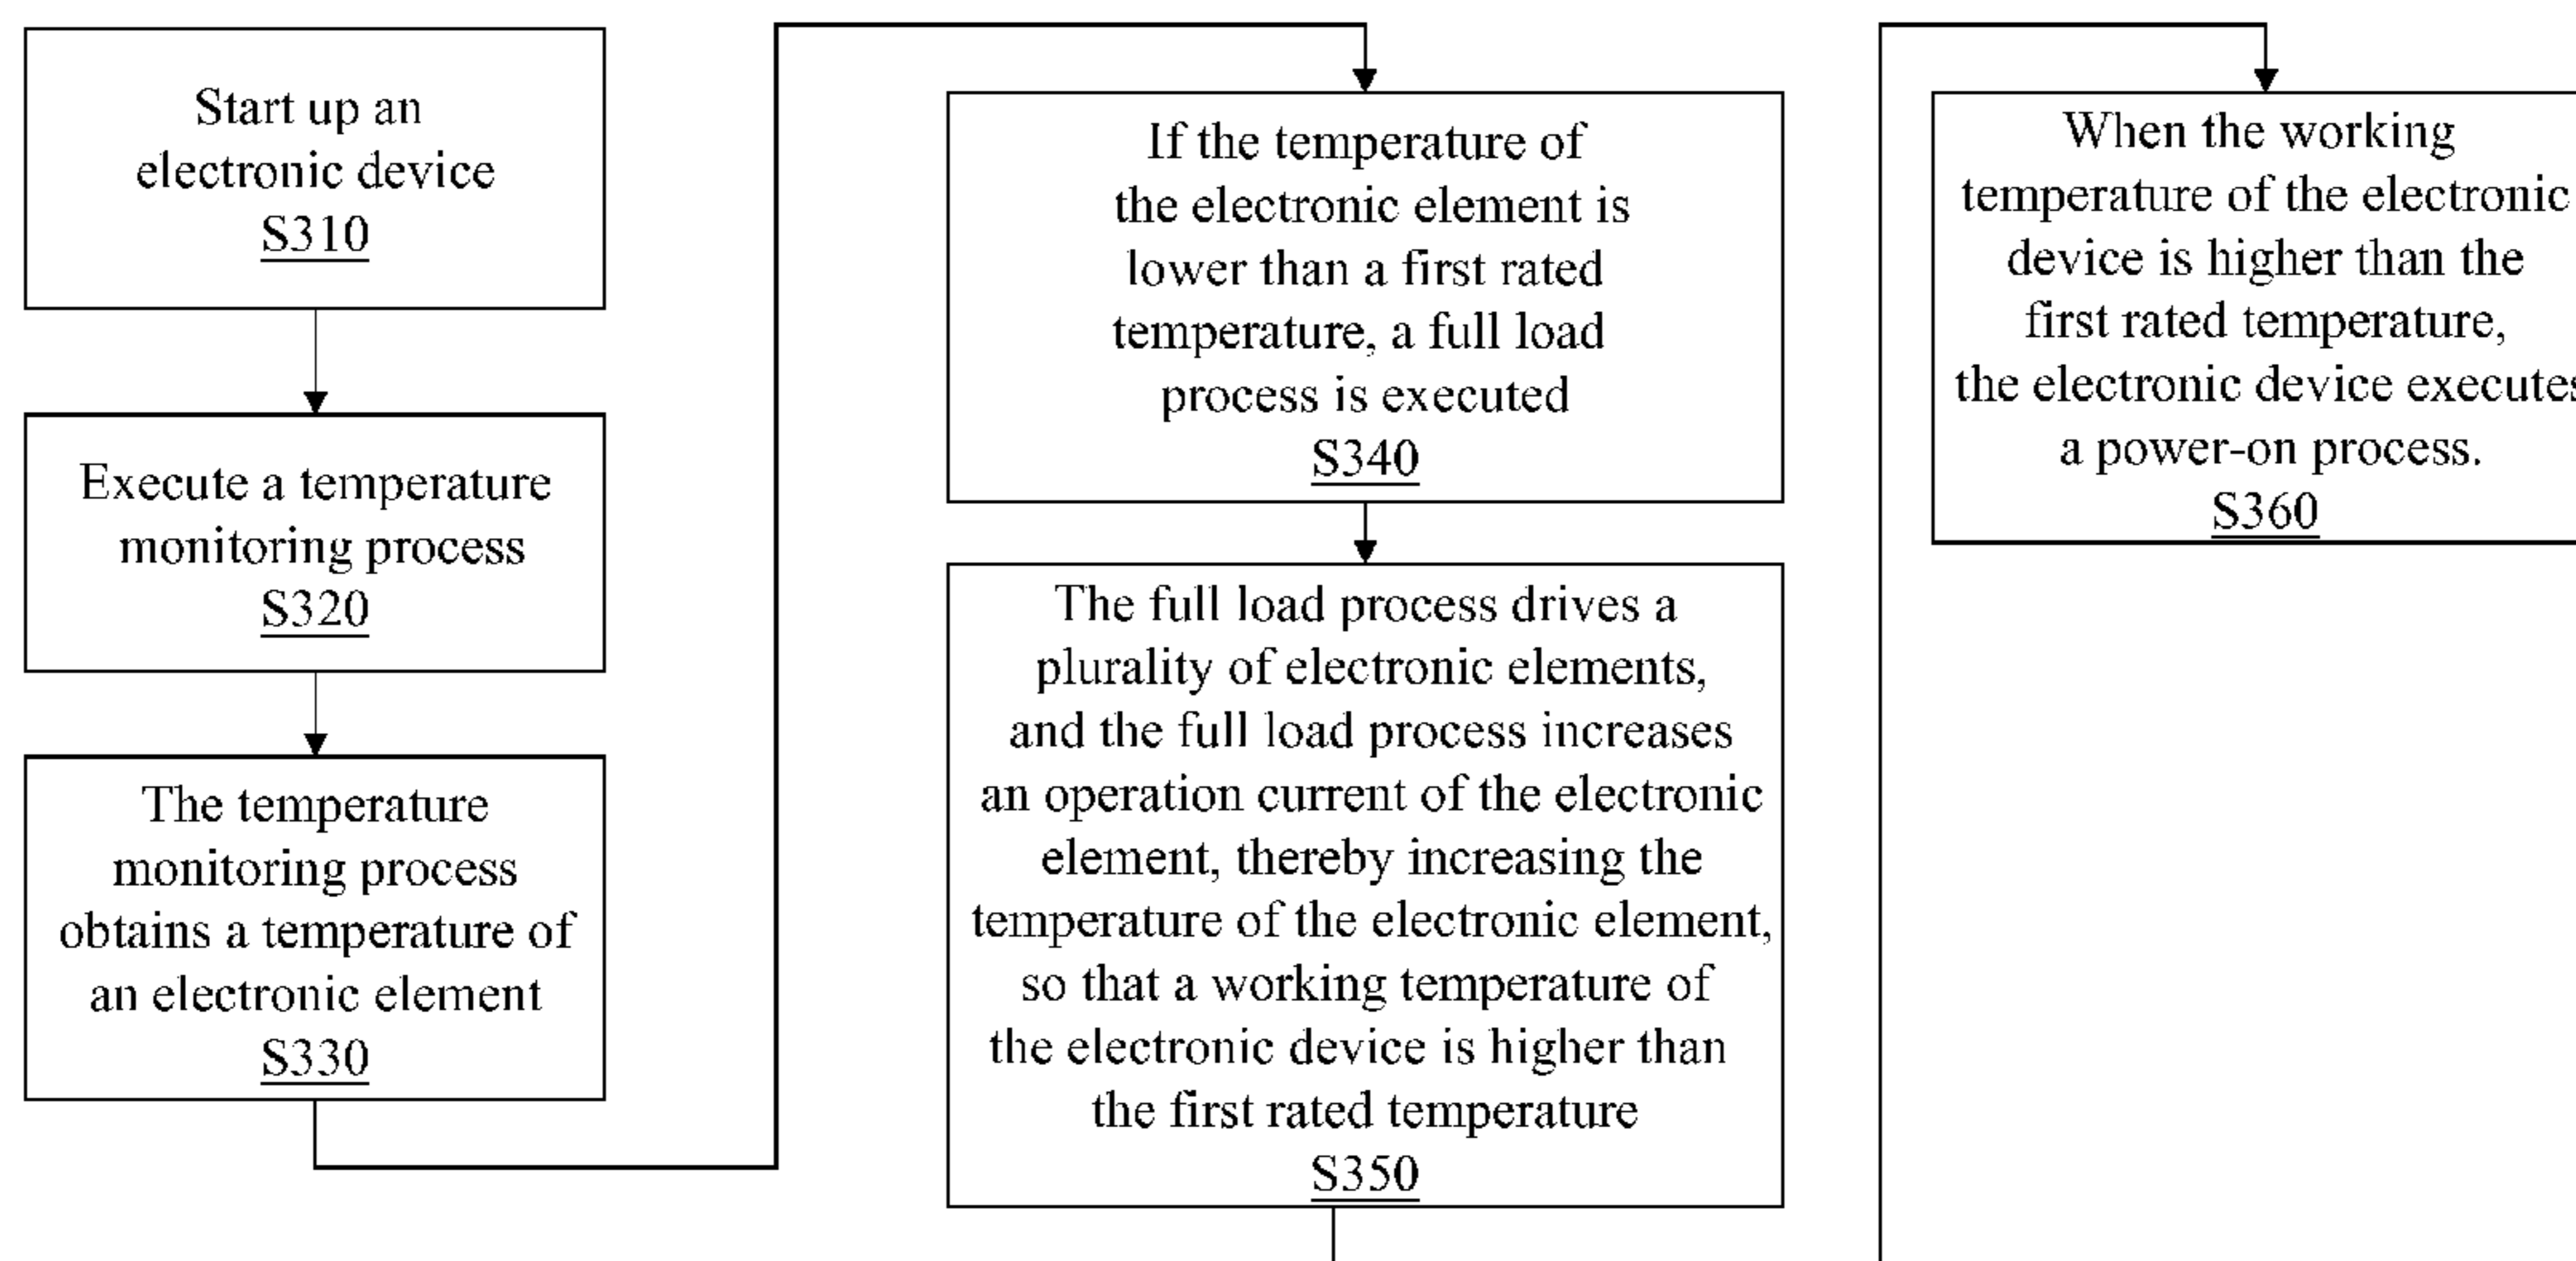 Start up an
electronic device
S310
Execute a temperature
monitoring process
S320
The temperature
monitoring process
obtains a temperature of
an electronic element
S330
If the temperature of
the electronic element is
lower than a first rated
temperature, a full load
process is executed
S340
The full load process drives a
plurality of electronic elements,
and the full load process increases
an operation current of the electronic
element, thereby increasing the
temperature of the electronic element,
so that a working temperature of
the electronic device is higher than
the first rated temperature
S350
When the working
temperature of the electronic
device is higher than the
first rated temperature,
the electronic device executes
a power-on process.
S360